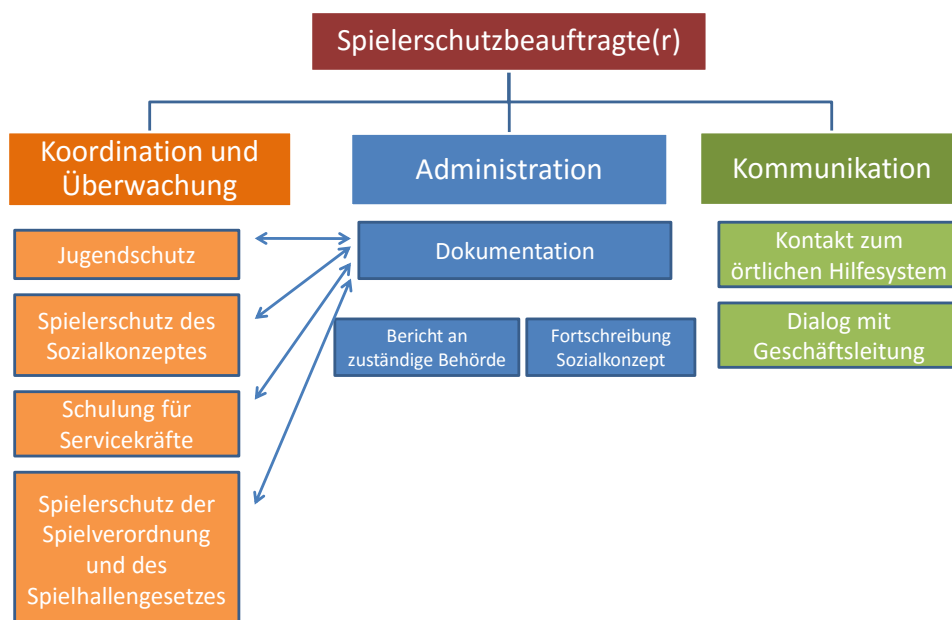 Spielerschutzbeauftragte(r)
Koordination und
Überwachung
Administration
Kommunikation
Jugendschutz
Spielerschutz des
Sozialkonzeptes
Schulung für
Servicekräfte
Spielerschutz der
Spielverordnung
und des
Spielhallengesetzes
Dokumentation
Bericht an
zuständige Behörde
Fortschreibung
Sozialkonzept
Kontakt zum
örtlichen Hilfesystem
Dialog mit
Geschäftsleitung